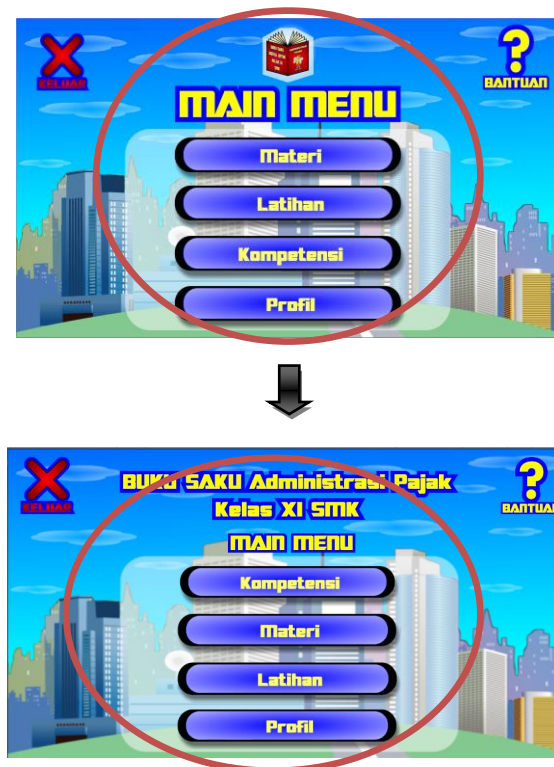 KELUAR
BANTUAN
MAIN MENU
Materi
Latihan
Kompetensi
Profil
BUKU SAKU Administrasi Pajak
Kelas XI SMK
KELUAR
BANTUAN
MAIN MENU
Kompetensi
Materi
Latihan
Profil